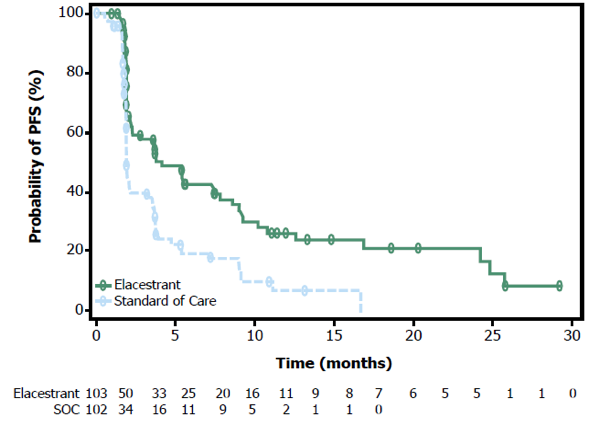 Probability of PFS (%)
100
80
60
40
20
0
Elacestrant
Standard of Care
0 5 10 15 20 25 30
Time (months)
Elacestrant 103 50 33 25 20 16 11 9 8 7 6 5 5 1 1 0
SOC 102 34 16 11 9 5 2 1 1 0